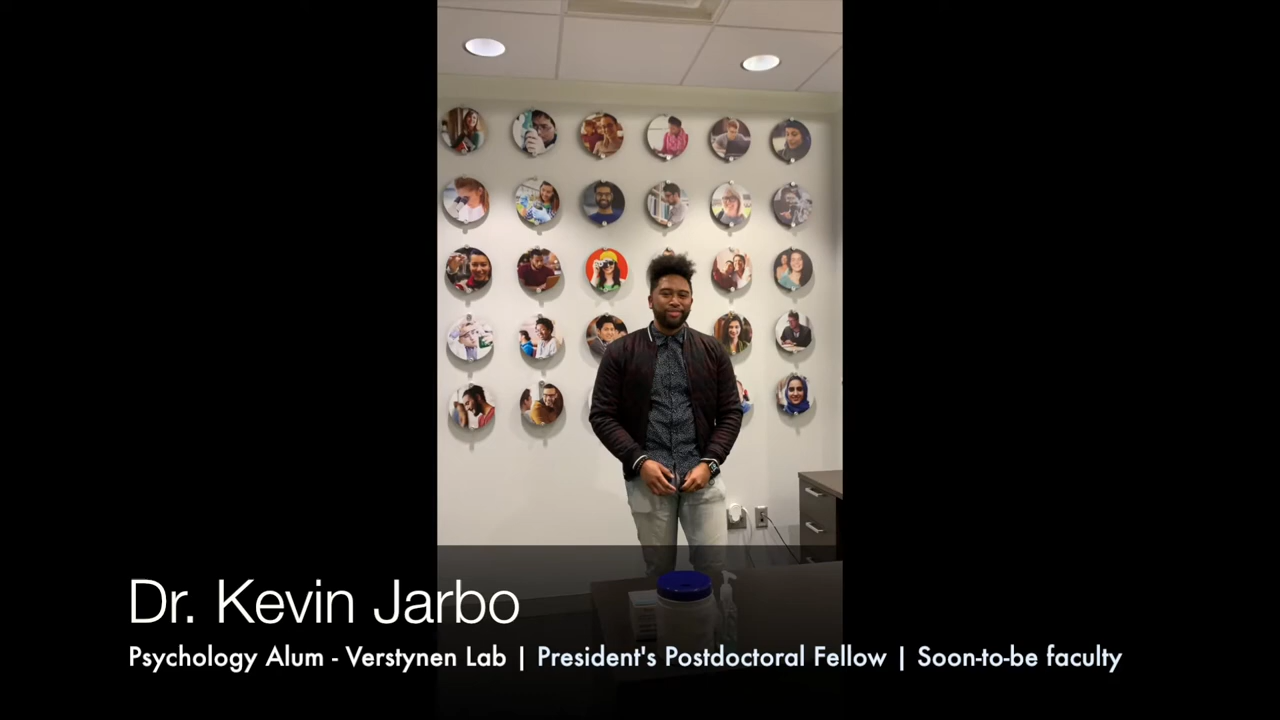 Dr. Kevin Jarbo
Psychology Alum - Verstynen Lab | President's Postdoctoral Fellow | Soon-to-be faculty